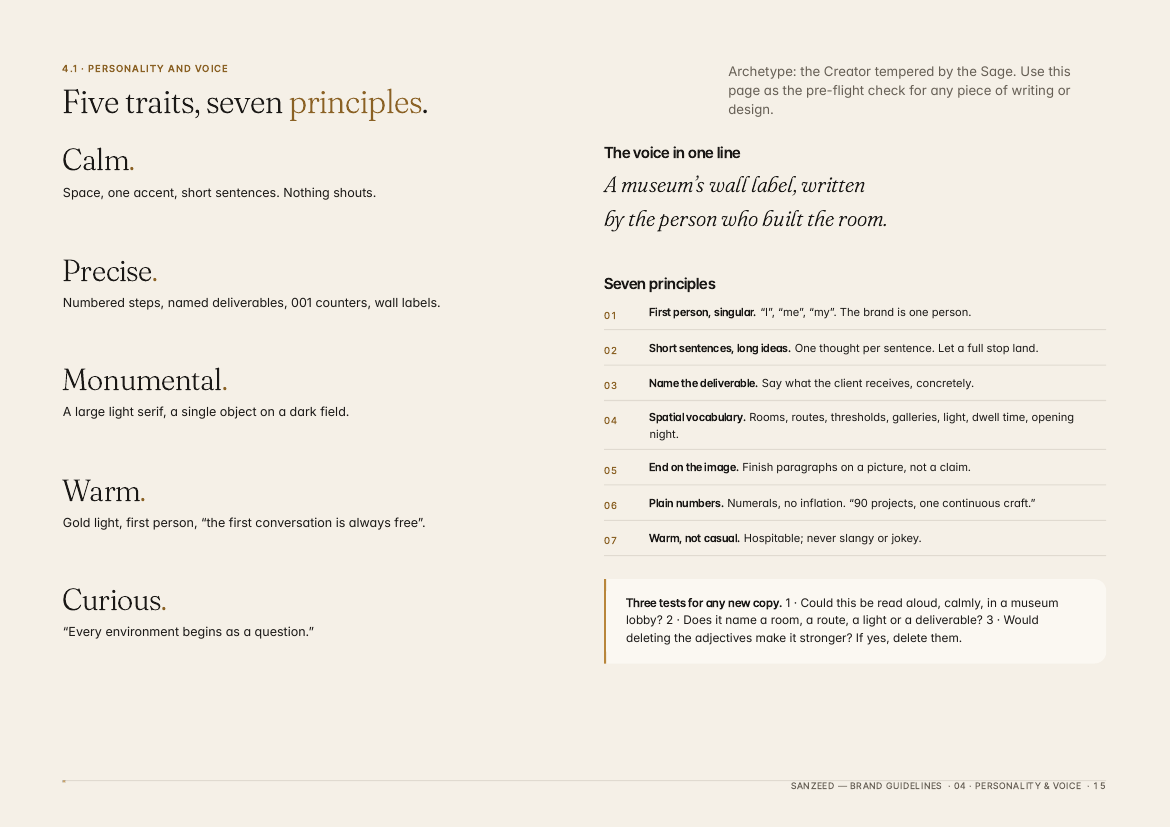 4.1 · PERSONALITY AND VOICE
Five traits, seven principles.
Archetype: the Creator tempered by the Sage. Use this
page as the pre-flight check for any piece of writing or
design.
Calm.
Space, one accent, short sentences. Nothing shouts.
Precise.
Numbered steps, named deliverables, 001 counters, wall labels.
Monumental.
A large light serif, a single object on a dark field.
Warm.
Gold light, first person, “the first conversation is always free”.
Curious.
“Every environment begins as a question.”
The voice in one line
A museum’s wall label, written
by the person who built the room.
Seven principles
01 First person, singular. “I”, “me”, “my”. The brand is one person.
02 Short sentences, long ideas. One thought per sentence. Let a full stop land.
03 Name the deliverable. Say what the client receives, concretely.
04 Spatial vocabulary. Rooms, routes, thresholds, galleries, light, dwell time, opening
night.
05 End on the image. Finish paragraphs on a picture, not a claim.
06 Plain numbers. Numerals, no inflation. “90 projects, one continuous craft.”
07 Warm, not casual. Hospitable; never slangy or jokey.
Three tests for any new copy. 1 · Could this be read aloud, calmly, in a museum
lobby? 2 · Does it name a room, a route, a light or a deliverable? 3 · Would
deleting the adjectives make it stronger? If yes, delete them.
SANZEED — BRAND GUIDELINES · 04 · PERSONALITY & VOICE · 15